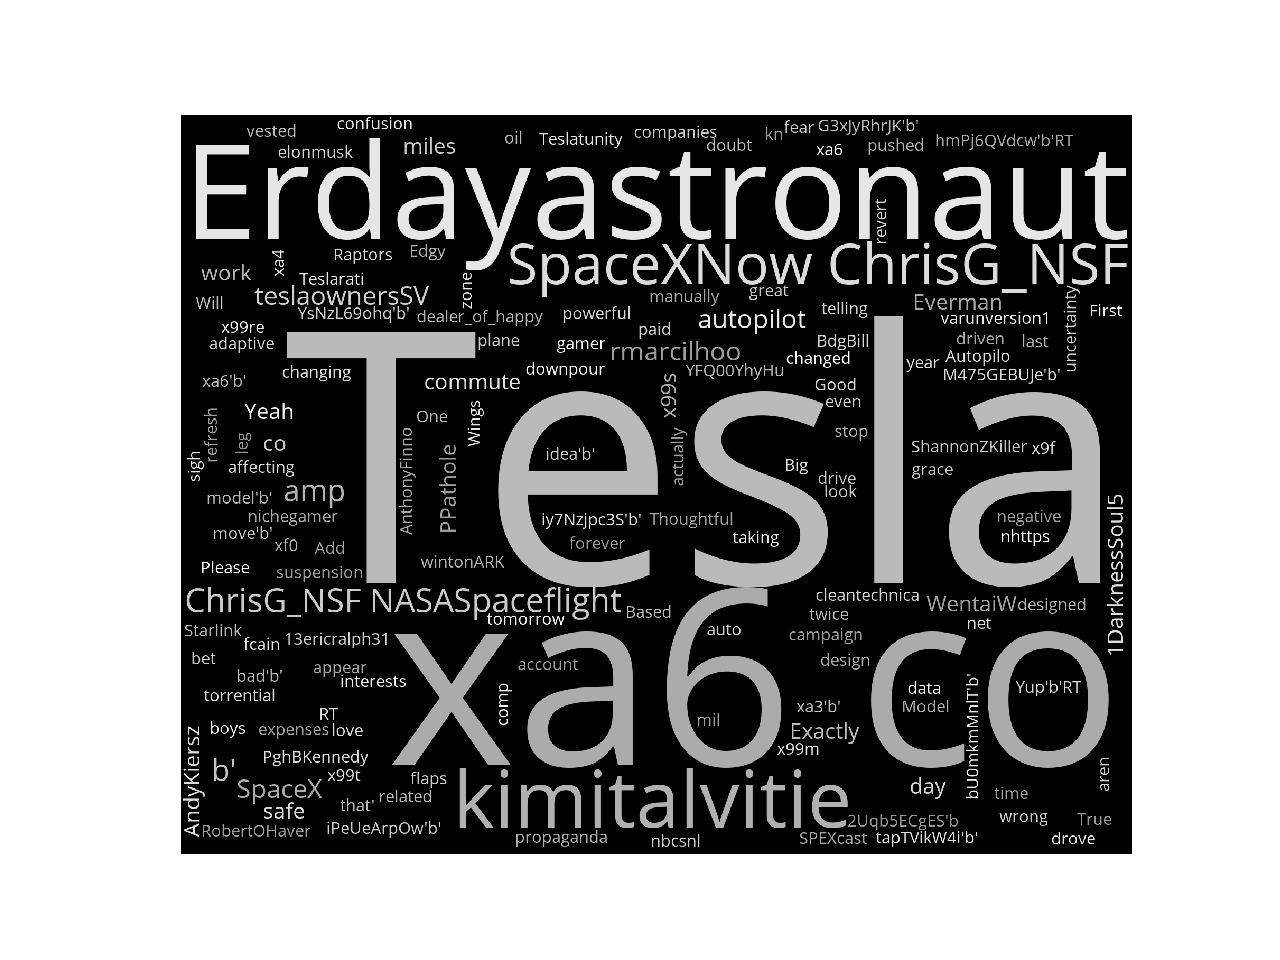 vested
confusion
elonmusk
miles
oil
Teslatunity
companies
doubt
kn
fear
G3xJyRhrJK'b'
xa6
pushed
hmPj6QVdcw'b'RT
Erdayastronaut
revert
xa4
Raptors
Edgy
SpaceXNow ChrisG_NSF
work
Teslarati
zone
Will
teslaownersSV
manually
great
Everman
uncertainty
First
YsNzL69ohq'b'
dealer_of_happy
powerful
paid
autopilot
telling
varunversion1
x99re
adaptive
plane
gamer
rmarcilhoo
BdgBill
driven
last
changed
year
Autopilo
xa6'b'
changing
commute
downpour
x99s
YFQ00YhyHu
Good
even
M475GEBUJe'b'
Tesla
Yeah
refresh
leg
co
One
Wings
actually
stop
sigh
affecting
AnthonyFinno
PPathole
idea'b'
Big
drive
look
ShannonZKiller
x9f
grace
model'b'
amp
nichegamer
move'b'
iy7Nzjpc3S'b'
Thoughtful
negative
1DarknessSoul5
xf0
Add
forever
taking
nhttps
Please
suspension
wintonARK
ChrisG_NSF NASASpaceflight
Based
cleantechnica
WentaiW
designed
tomorrow
twice
net
Starlink
fcain
13ericralph31
auto
campaign
xa6 co
bet
bad'b'
appear
account
design
torrential
interests
comp
data
Model
bU0mkmMnlT'b'
Yup'b'RT
RT
mil
xa3'b'
boys
expenses
love
Exactly
AndyKiersz
PghBKennedy
x99m
b'
x99t
flaps
aren
SpaceX
related
kimitalvitie
day
time
safe
that'
RobertOHaver
iPeUeArpOw'b'
2Uqb5ECgES'b
wrong
True
propaganda
nbcsnl
SPEXcast
tapTVikW4i'b'
drove